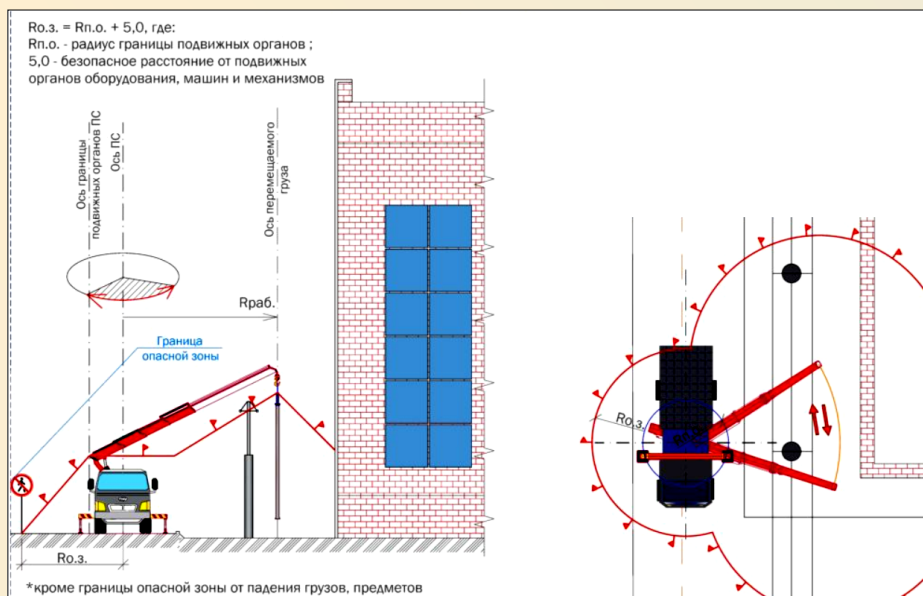 Rо.з. = Rп.о. + 5,0, где:
Rп.о. - радиус границы подвижных органов ;
5,0 - безопасное расстояние от подвижных
органов оборудования, машин и механизмов
Ось границы
подвижных органов ПС
Ось ПС
Ось перемещаемого
груза
Rраб.
Граница
опасной зоны
Rо.з.
Rо.з.
*кроме границы опасной зоны от падения грузов, предметов